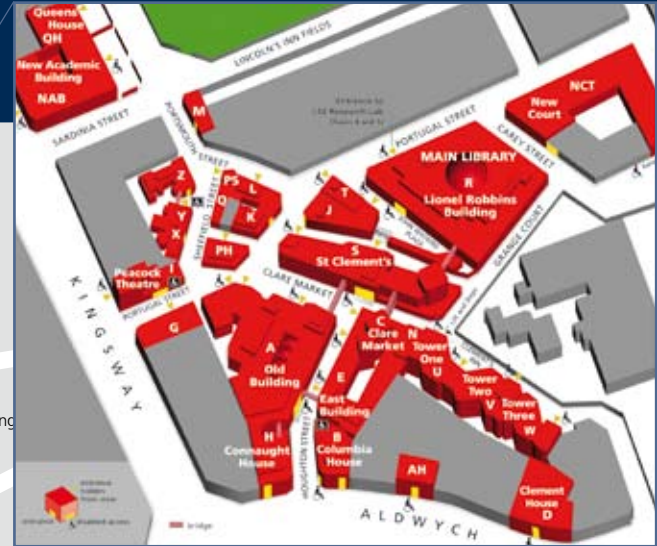 Queens
House
QH
New Academic
Building
NAB
SARDINIA STREET
LINCOLN'S INN FIELDS
M
PORTSMOUTH STREET
PORTUGAL STREET
NCT
New
Court
CAREY STREET
MAIN LIBRARY
R
Lionel Robbins
Building
GRANGE COURT
Z
Y
X
SHEFFIELD STREET
PS
L
O
K
T
J
PH
S
St Clement's
CLARE MARKET
I
Peacock
Theatre
PORTUGAL STREET
KINGSWAY
G
A
Old
Building
C
Clare
Market
N
Tower
One
U
Tower
Two
V
Tower
Three
W
E
East
Building
H
Connaught
House
HOUGHTON STREET
B
Columbia
House
AH
Clement
House
D
ALDWYCH
bridge